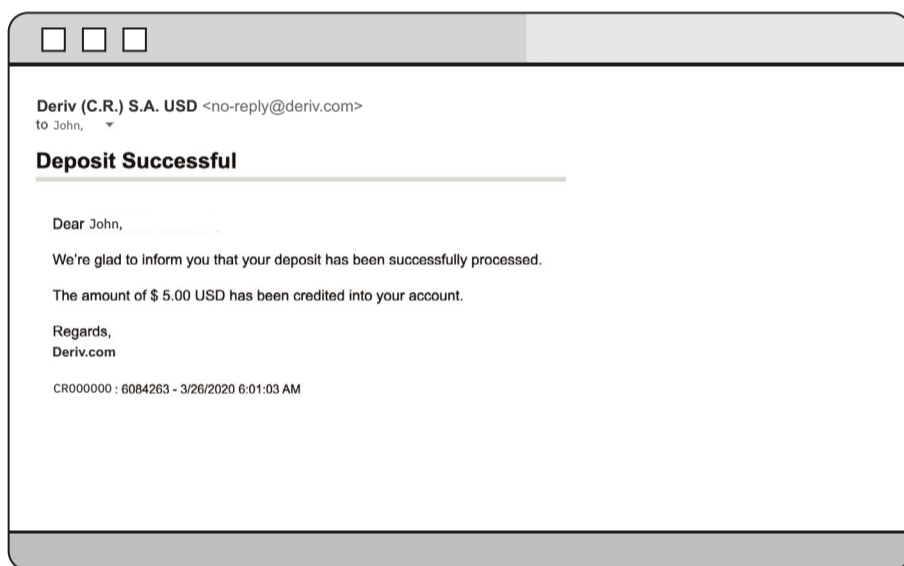 Deriv (C.R.) S.A. USD <no-reply@deriv.com>
to John,
Deposit Successful
Dear John,
We're glad to inform you that your deposit has been successfully processed.
The amount of $ 5.00 USD has been credited into your account.
Regards,
Deriv.com
CR000000 : 6084263 - 3/26/2020 6:01:03 AM